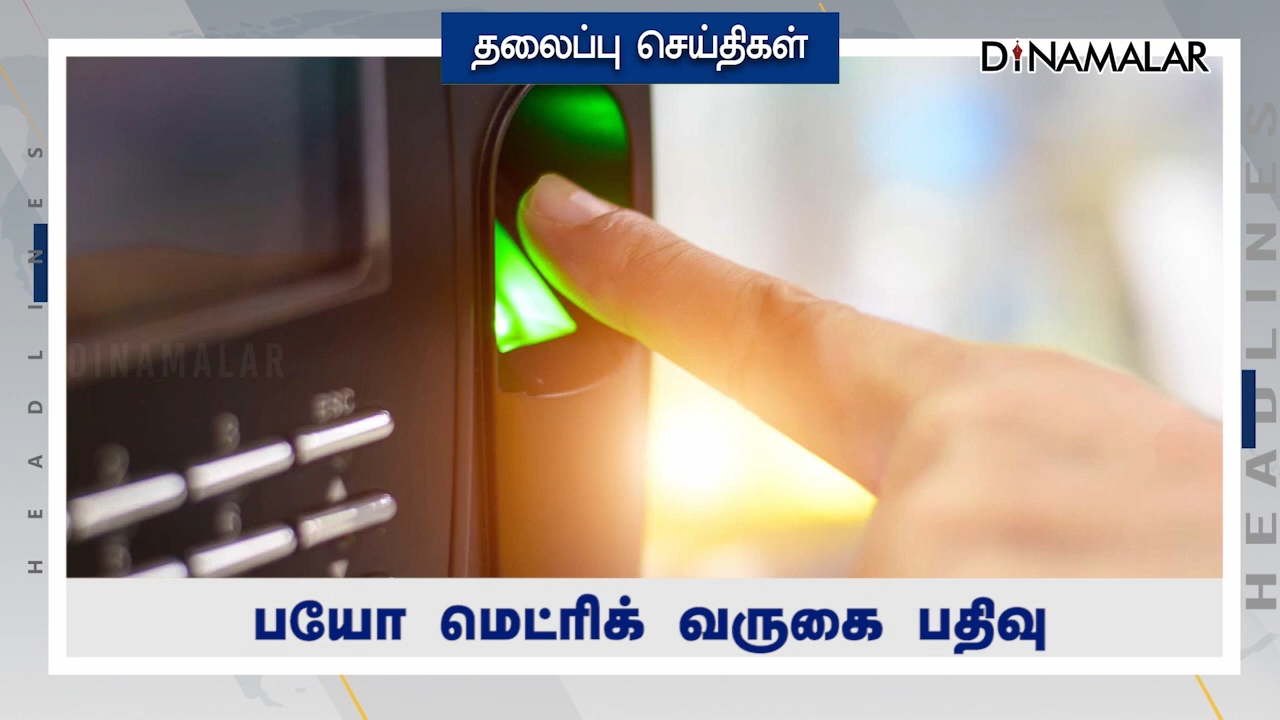 தலைப்பு செய்திகள்
DINAMALAR
HEADLINES
HEADLINES
DINAMALAR
ESC
பயோ மெட்ரிக் வருகை பதிவு